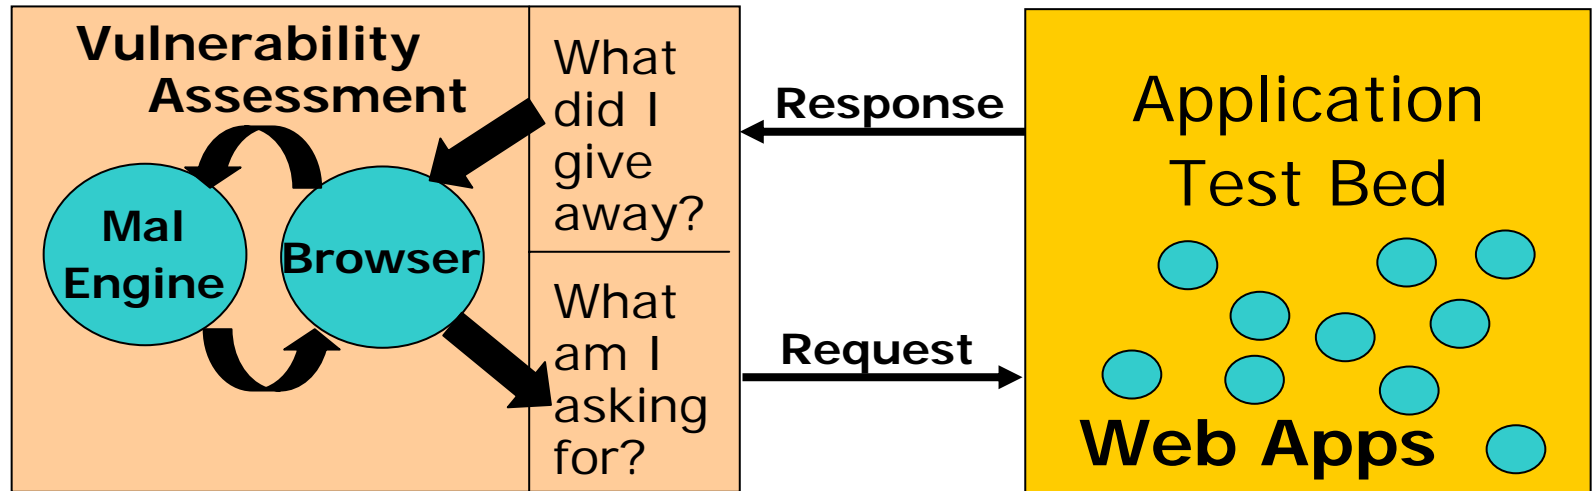 Vulnerability
Assessment
Mal
Engine
Browser
What
did I
give
away?
What
am I
asking
for?
Response
Request
Application
Test Bed
Web Apps